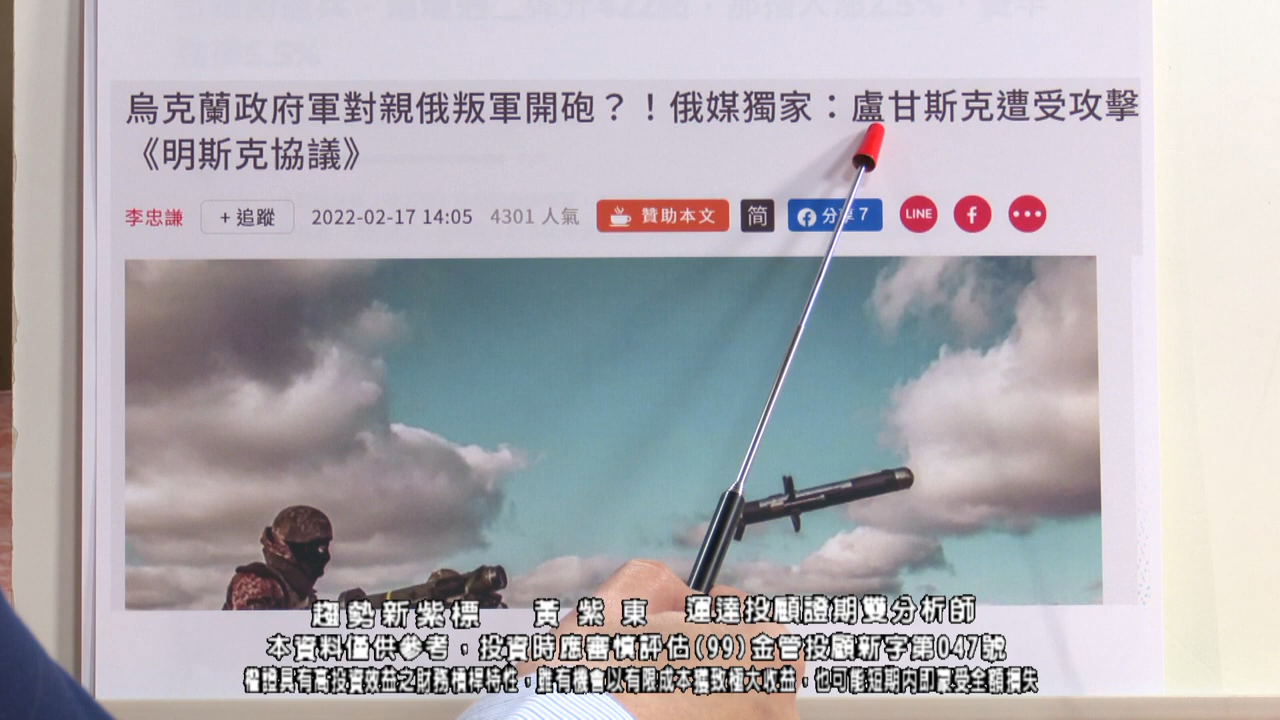 烏克蘭政府軍對親俄叛軍開砲？！俄媒獨家：盧甘斯克遭受攻擊
《明斯克協議》
李忠謙 + 追蹤 2022-02-17 14:05 4301 人氣 贊助本文 简 分享 7 LINE
趨勢新紫標 黃紫東 運達投顧證期雙分析師
本資料僅供參考，投資時應審慎評估(99)金管投顧新字第047號
權證具有高投資效益之財務槓桿特性，雖有機會以有限成本獲致極大收益，也可能短期內即蒙受全額損失